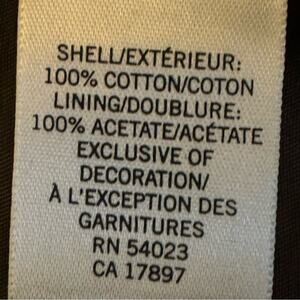 SHELL/EXTÉRIEUR:
100% COTTON/COTON
LINING/DOUBLURE:
100% ACETATE/ACÉTATE
EXCLUSIVE OF
DECORATION/
À L'EXCEPTION DES
GARNITURES
RN 54023
CA 17897